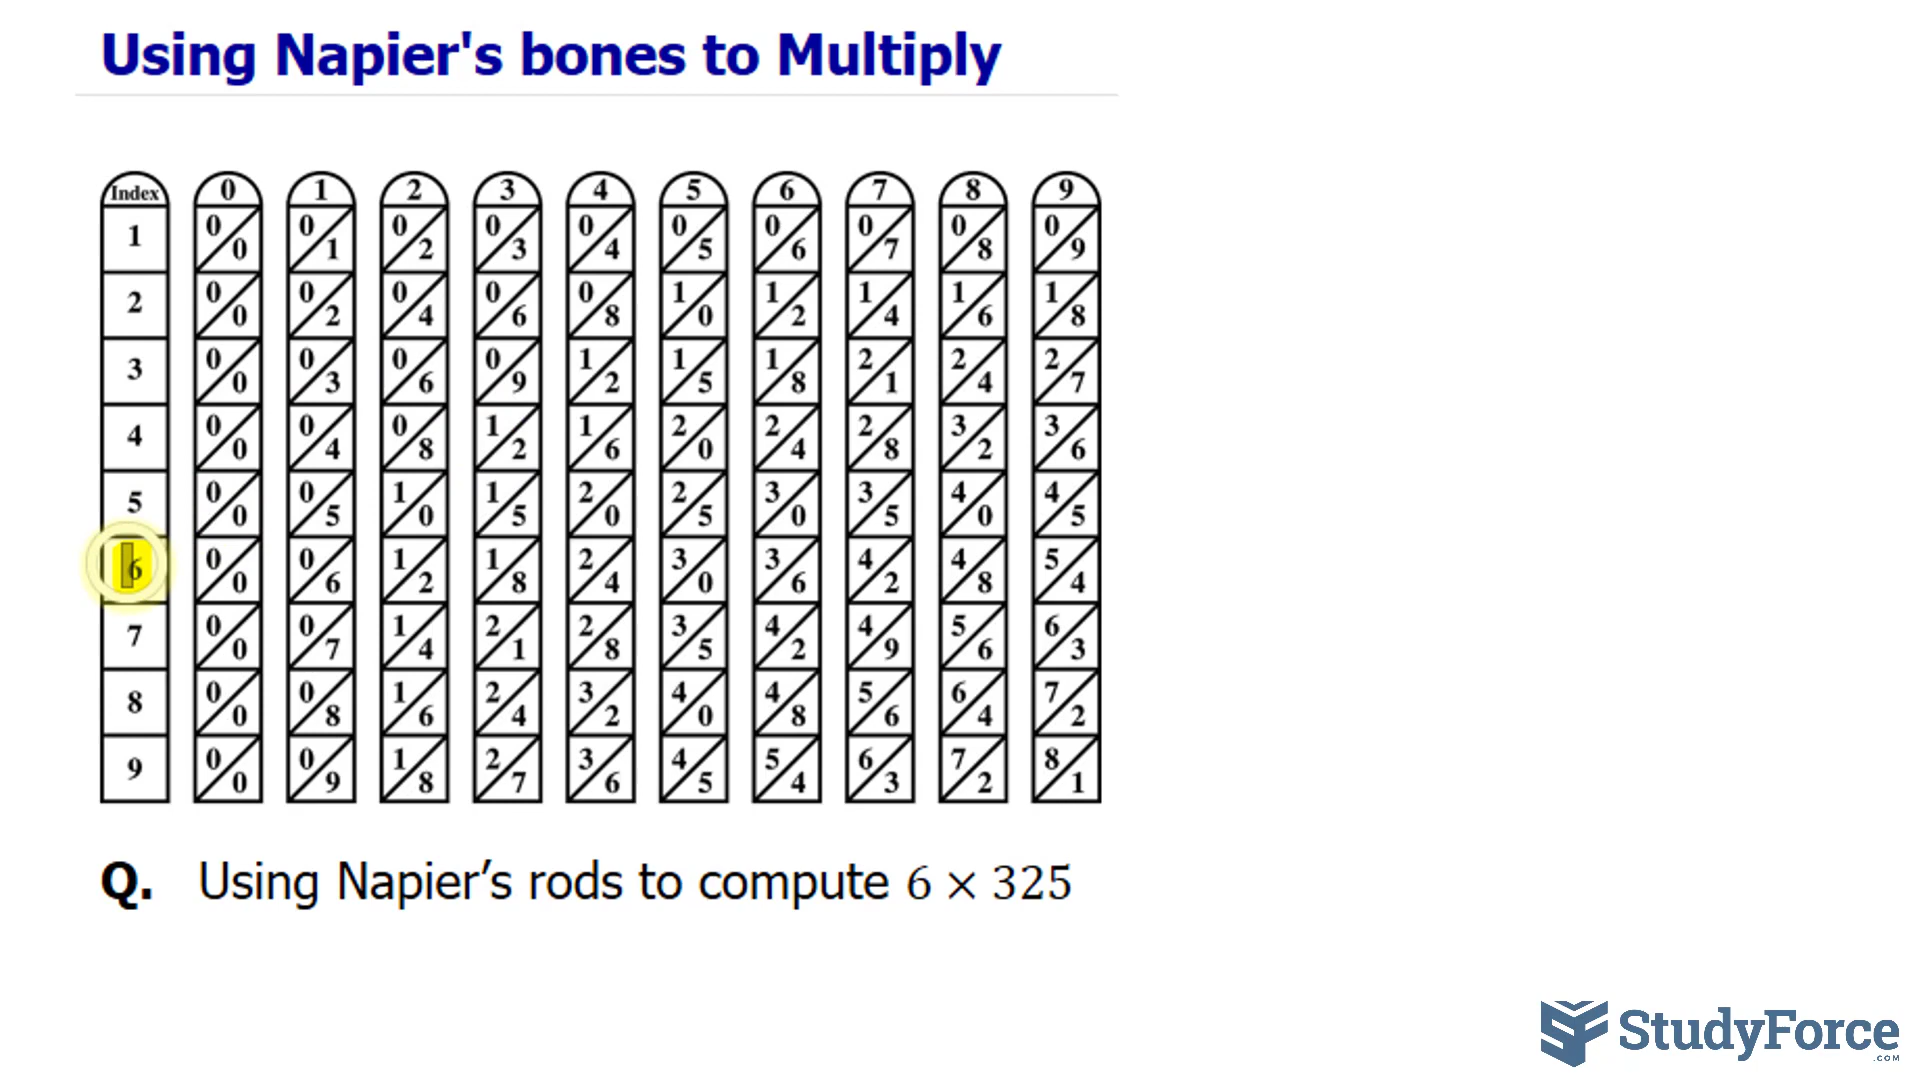 Using Napier's bones to Multiply
Index 0 1 2 3 4 5 6 7 8 9
1 0/0 0/1 0/2 0/3 0/4 0/5 0/6 0/7 0/8 0/9
2 0/0 0/2 0/4 0/6 0/8 1/0 1/2 1/4 1/6 1/8
3 0/0 0/3 0/6 0/9 1/2 1/5 1/8 2/1 2/4 2/7
4 0/0 0/4 0/8 1/2 1/6 2/0 2/4 2/8 3/2 3/6
5 0/0 0/5 1/0 1/5 2/0 2/5 3/0 3/5 4/0 4/5
6 0/0 0/6 1/2 1/8 2/4 3/0 3/6 4/2 4/8 5/4
7 0/0 0/7 1/4 2/1 2/8 3/5 4/2 4/9 5/6 6/3
8 0/0 0/8 1/6 2/4 3/2 4/0 4/8 5/6 6/4 7/2
9 0/0 0/9 1/8 2/7 3/6 4/5 5/4 6/3 7/2 8/1
Q. Using Napier’s rods to compute 6 × 325
StudyForce
.COM